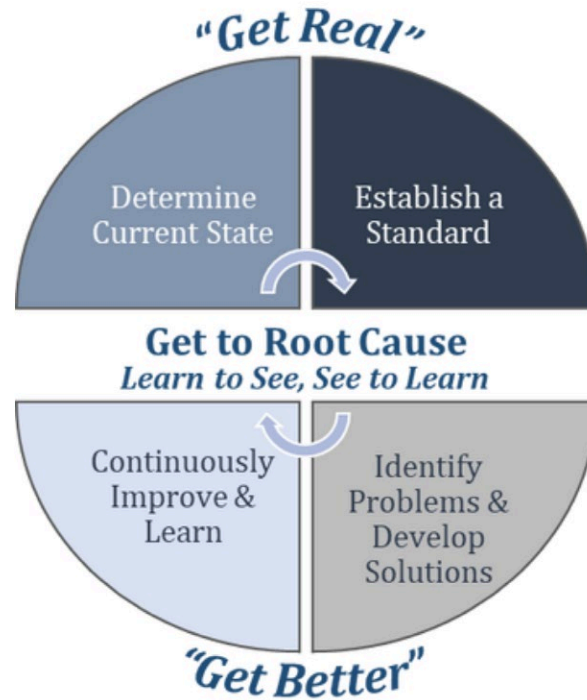 “Get Real”
Determine
Current State
Establish a
Standard
Get to Root Cause
Learn to See, See to Learn
Continuously
Improve &
Learn
Identify
Problems &
Develop
Solutions
“Get Better”